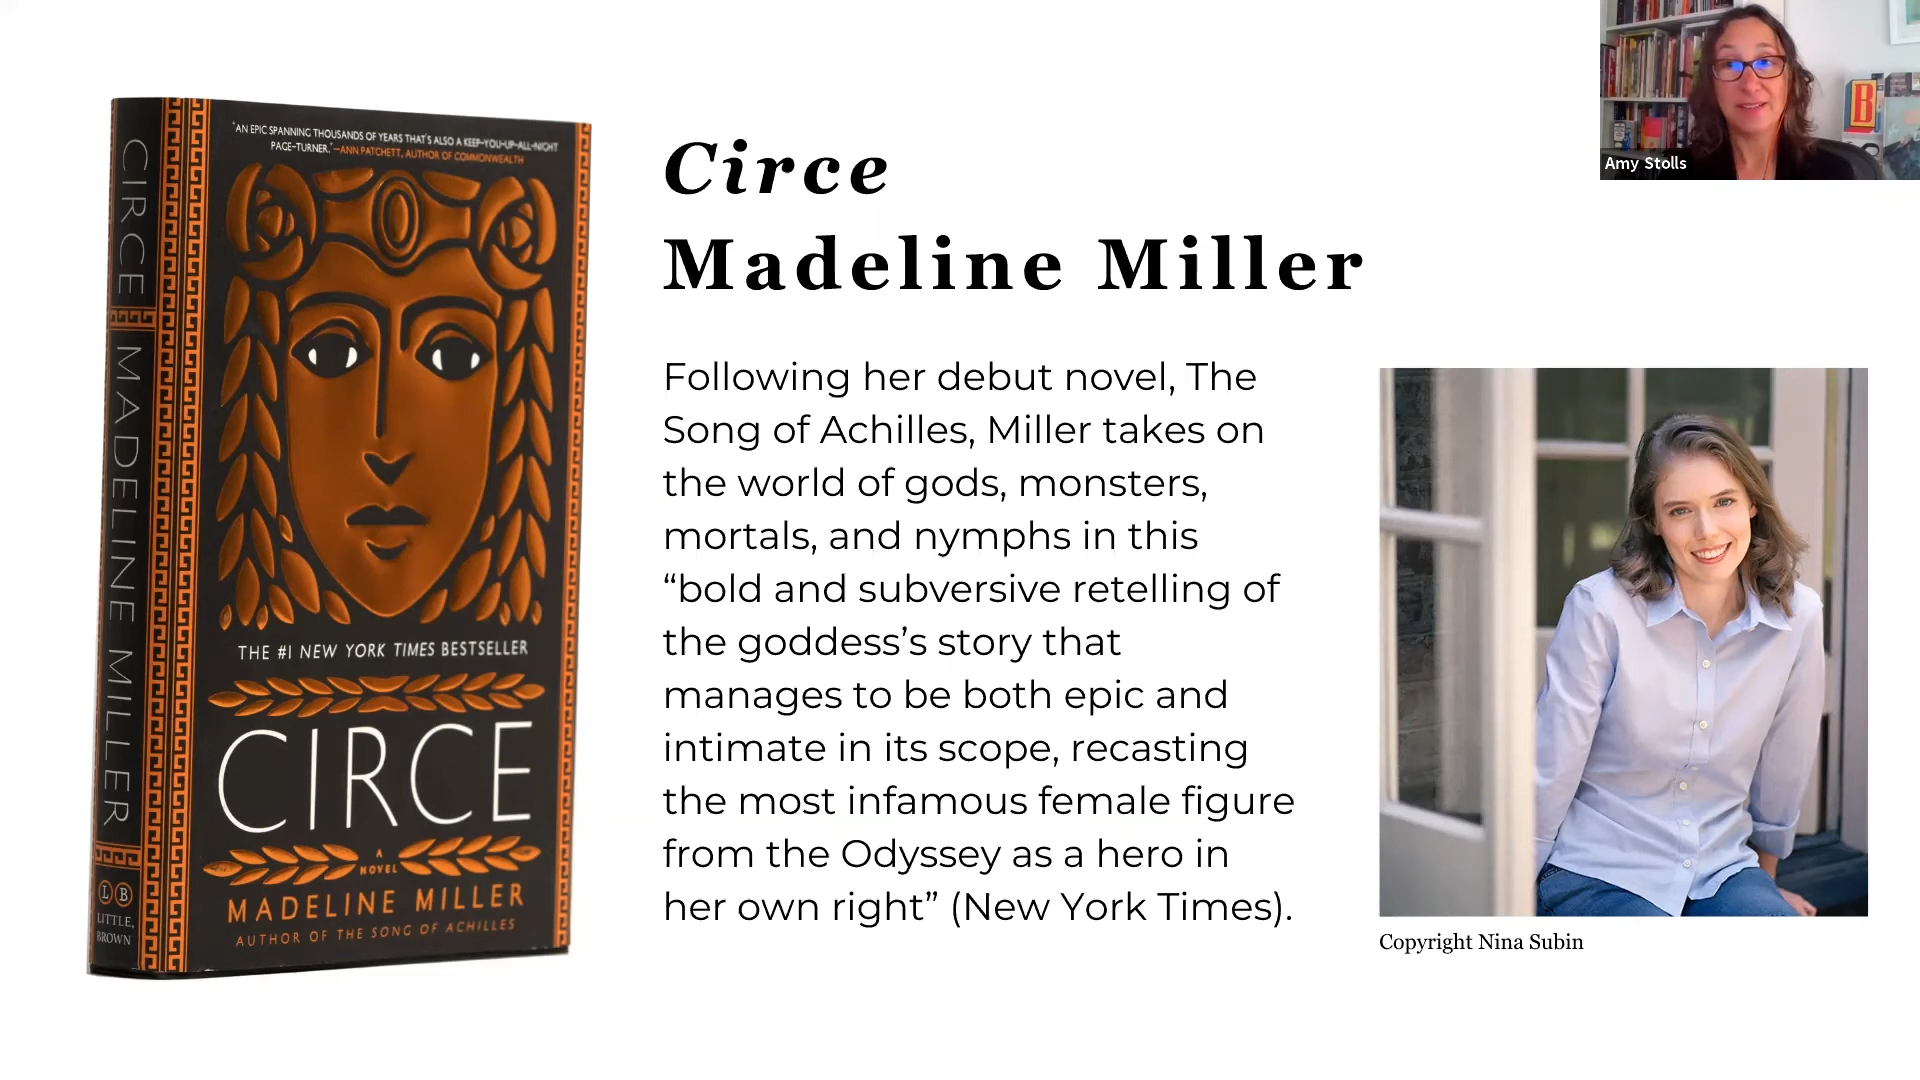 Amy Stolls
Circe
Madeline Miller
Following her debut novel, The
Song of Achilles, Miller takes on
the world of gods, monsters,
mortals, and nymphs in this
“bold and subversive retelling of
the goddess’s story that
manages to be both epic and
intimate in its scope, recasting
the most infamous female figure
from the Odyssey as a hero in
her own right” (New York Times).
Copyright Nina Subin
CIRCE MADELINE MILLER
L B
LITTLE,
BROWN
"AN EPIC SPANNING THOUSANDS OF YEARS THAT'S ALSO A KEEP-YOU-UP-ALL-NIGHT
PAGE-TURNER."—ANN PATCHETT, AUTHOR OF COMMONWEALTH
THE #1 NEW YORK TIMES BESTSELLER
CIRCE
A
NOVEL
MADELINE MILLER
AUTHOR OF THE SONG OF ACHILLES
B